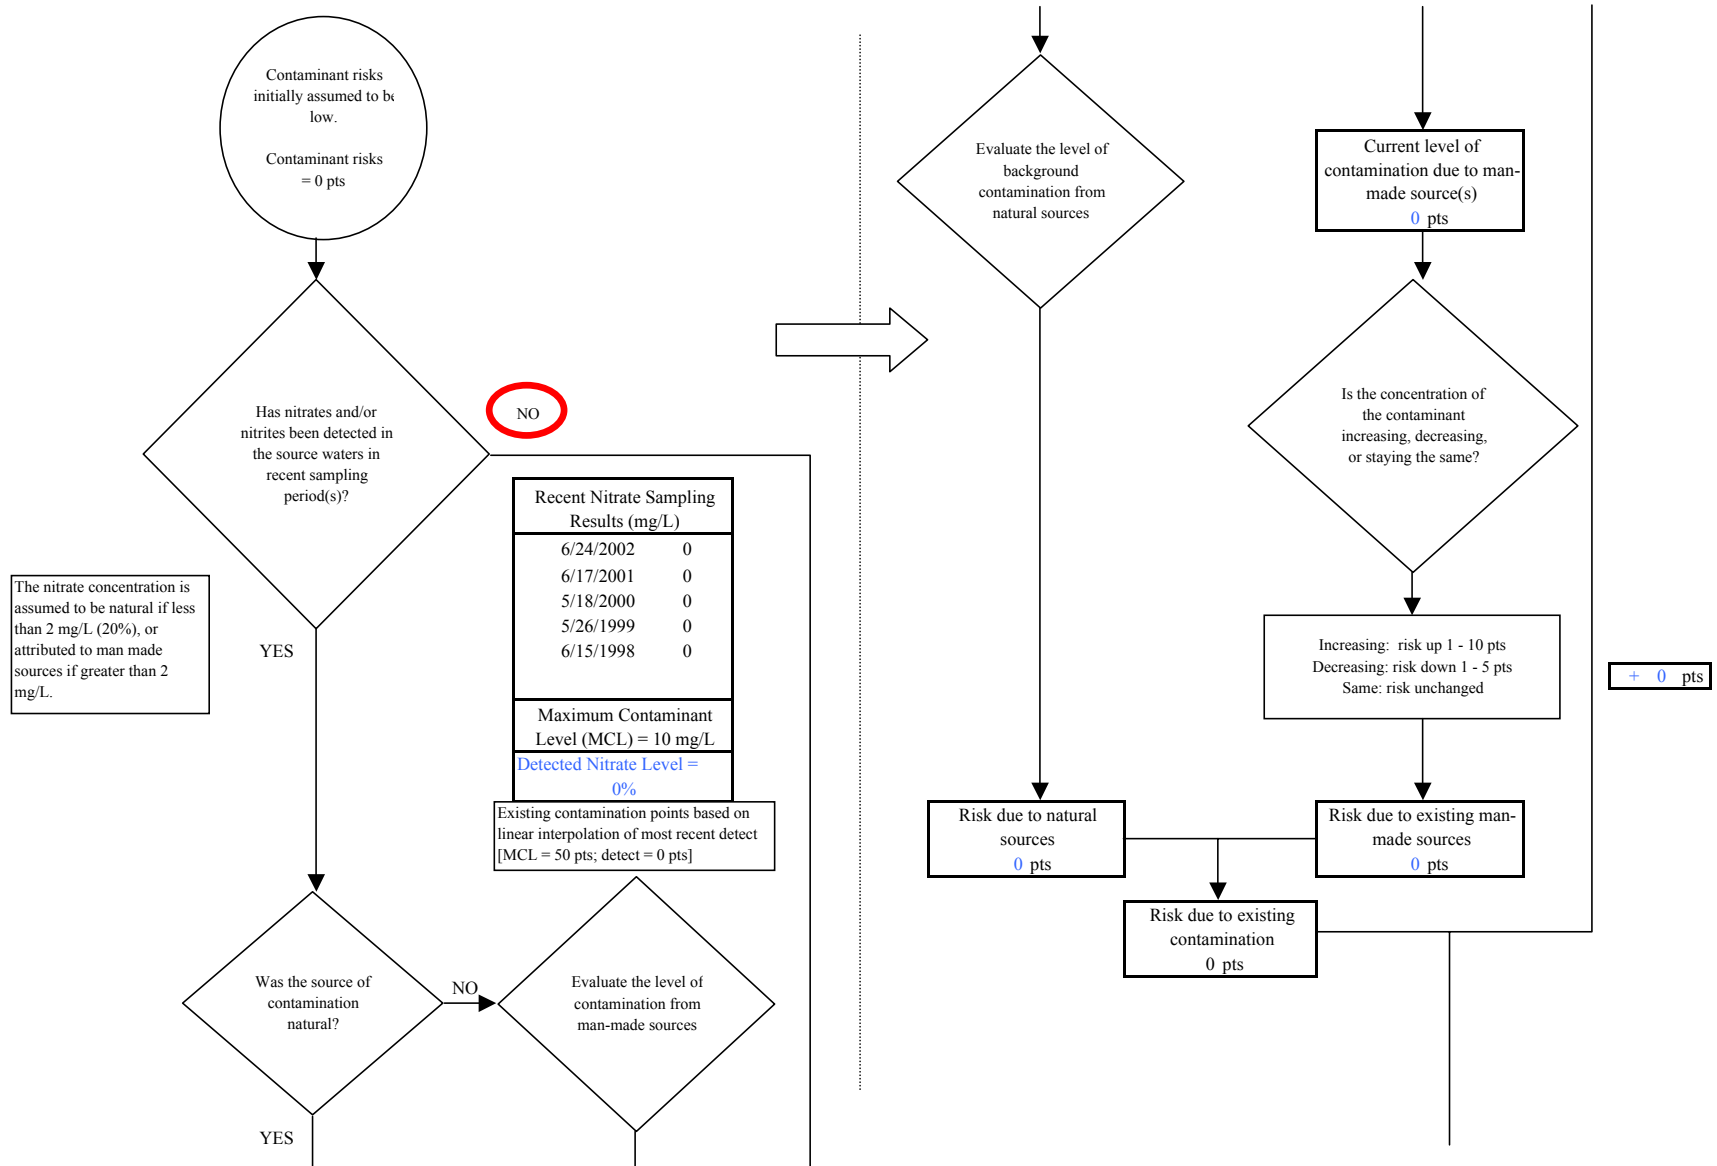 Contaminant risks
initially assumed to be
low.
Contaminant risks
= 0 pts
Has nitrates and/or
nitrites been detected in
the source waters in
recent sampling
period(s)?
NO
Recent Nitrate Sampling
Results (mg/L)
6/24/2002 0
6/17/2001 0
5/18/2000 0
5/26/1999 0
6/15/1998 0
Maximum Contaminant
Level (MCL) = 10 mg/L
Detected Nitrate Level =
0%
Existing contamination points based on
linear interpolation of most recent detect
[MCL = 50 pts; detect = 0 pts]
The nitrate concentration is
assumed to be natural if less
than 2 mg/L (20%), or
attributed to man made
sources if greater than 2
mg/L.
YES
Was the source of
contamination
natural?
NO
Evaluate the level of
contamination from
man-made sources
YES
Evaluate the level of
background
contamination from
natural sources
Current level of
contamination due to man-
made source(s)
0 pts
Is the concentration of
the contaminant
increasing, decreasing,
or staying the same?
Increasing: risk up 1 - 10 pts
Decreasing: risk down 1 - 5 pts
Same: risk unchanged
+ 0 pts
Risk due to natural
sources
0 pts
Risk due to existing man-
made sources
0 pts
Risk due to existing
contamination
0 pts